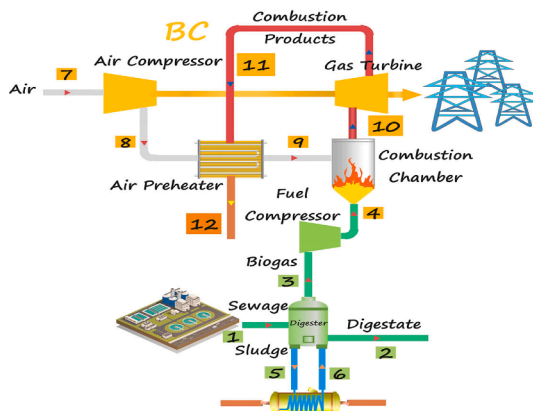 BC
Combustion
Products
Air Compressor
11
Gas Turbine
7
Air
10
8
9
Combustion
Chamber
Air Preheater
Fuel
Compressor
4
12
Biogas
3
Sewage
Digester
Digestate
1
2
Sludge
5
6